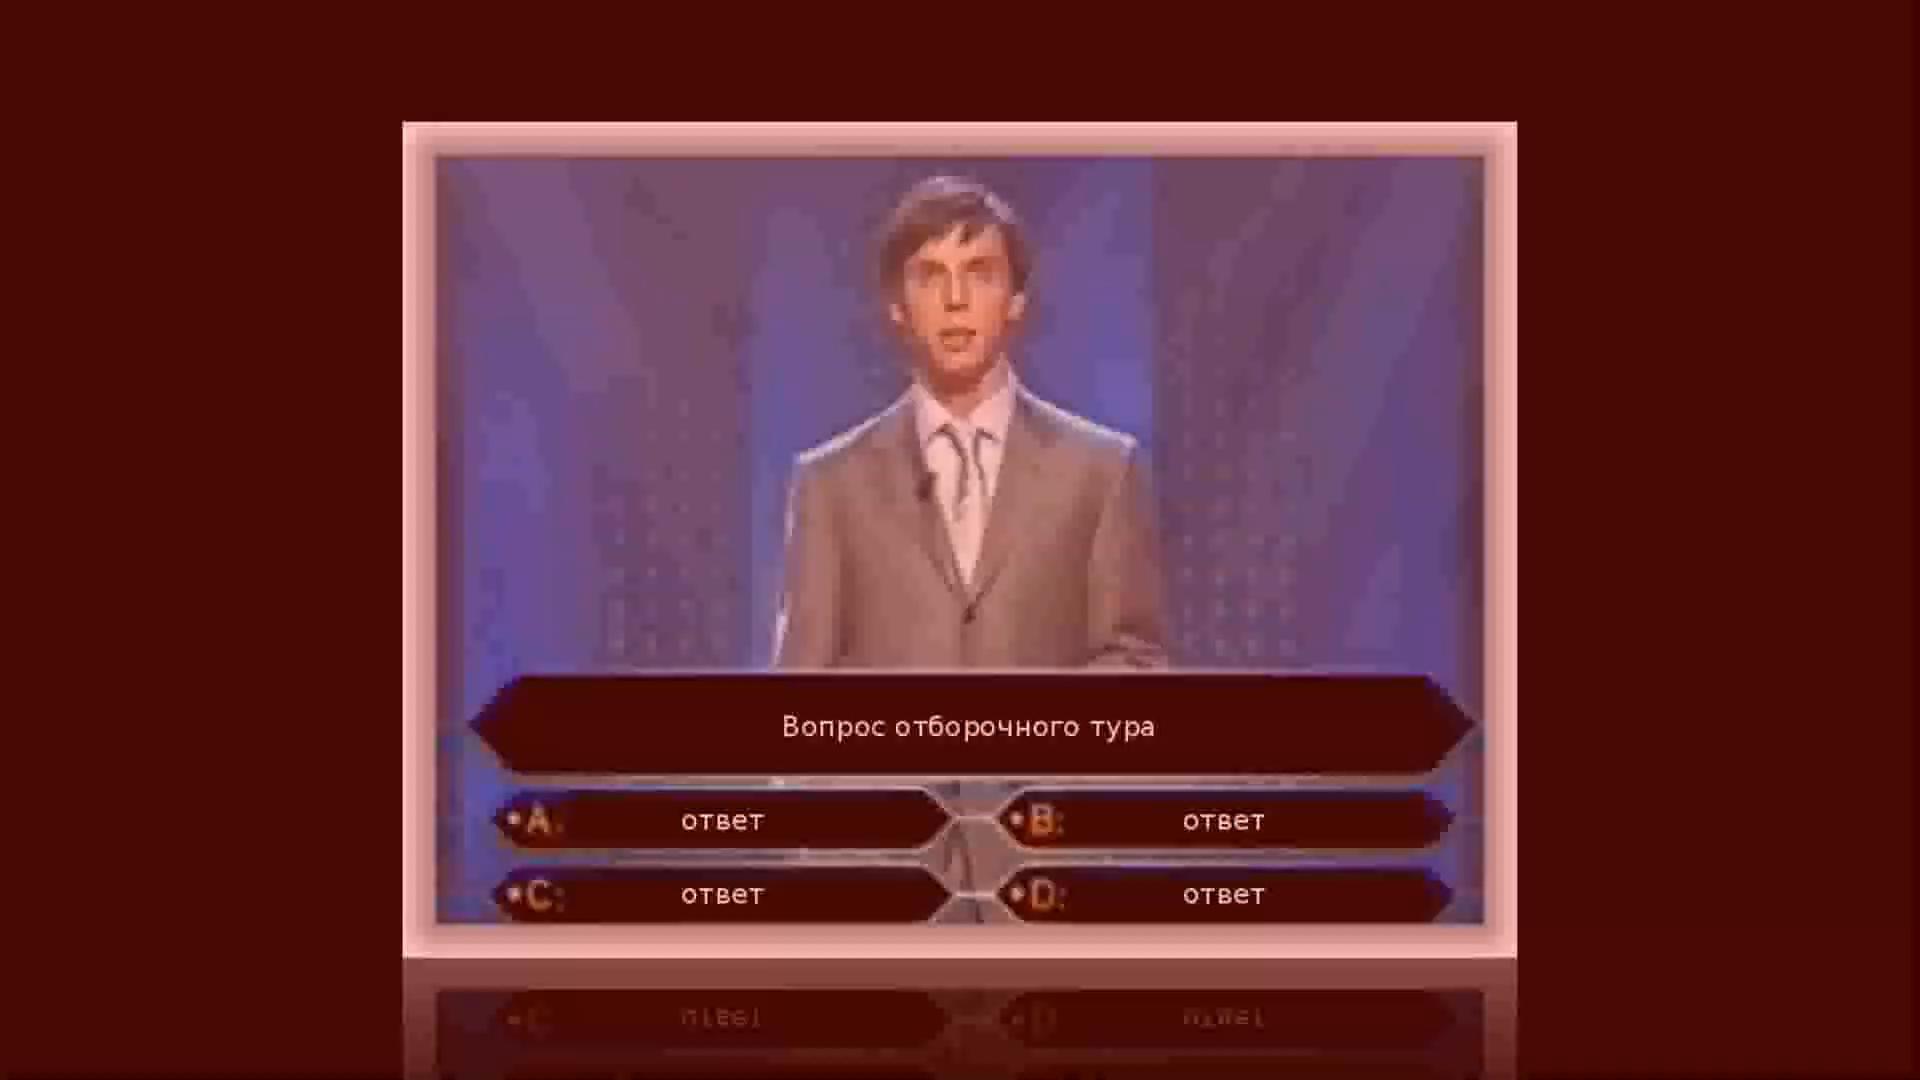 Вопрос отборочного тура
A: ответ
B: ответ
C: ответ
D: ответ